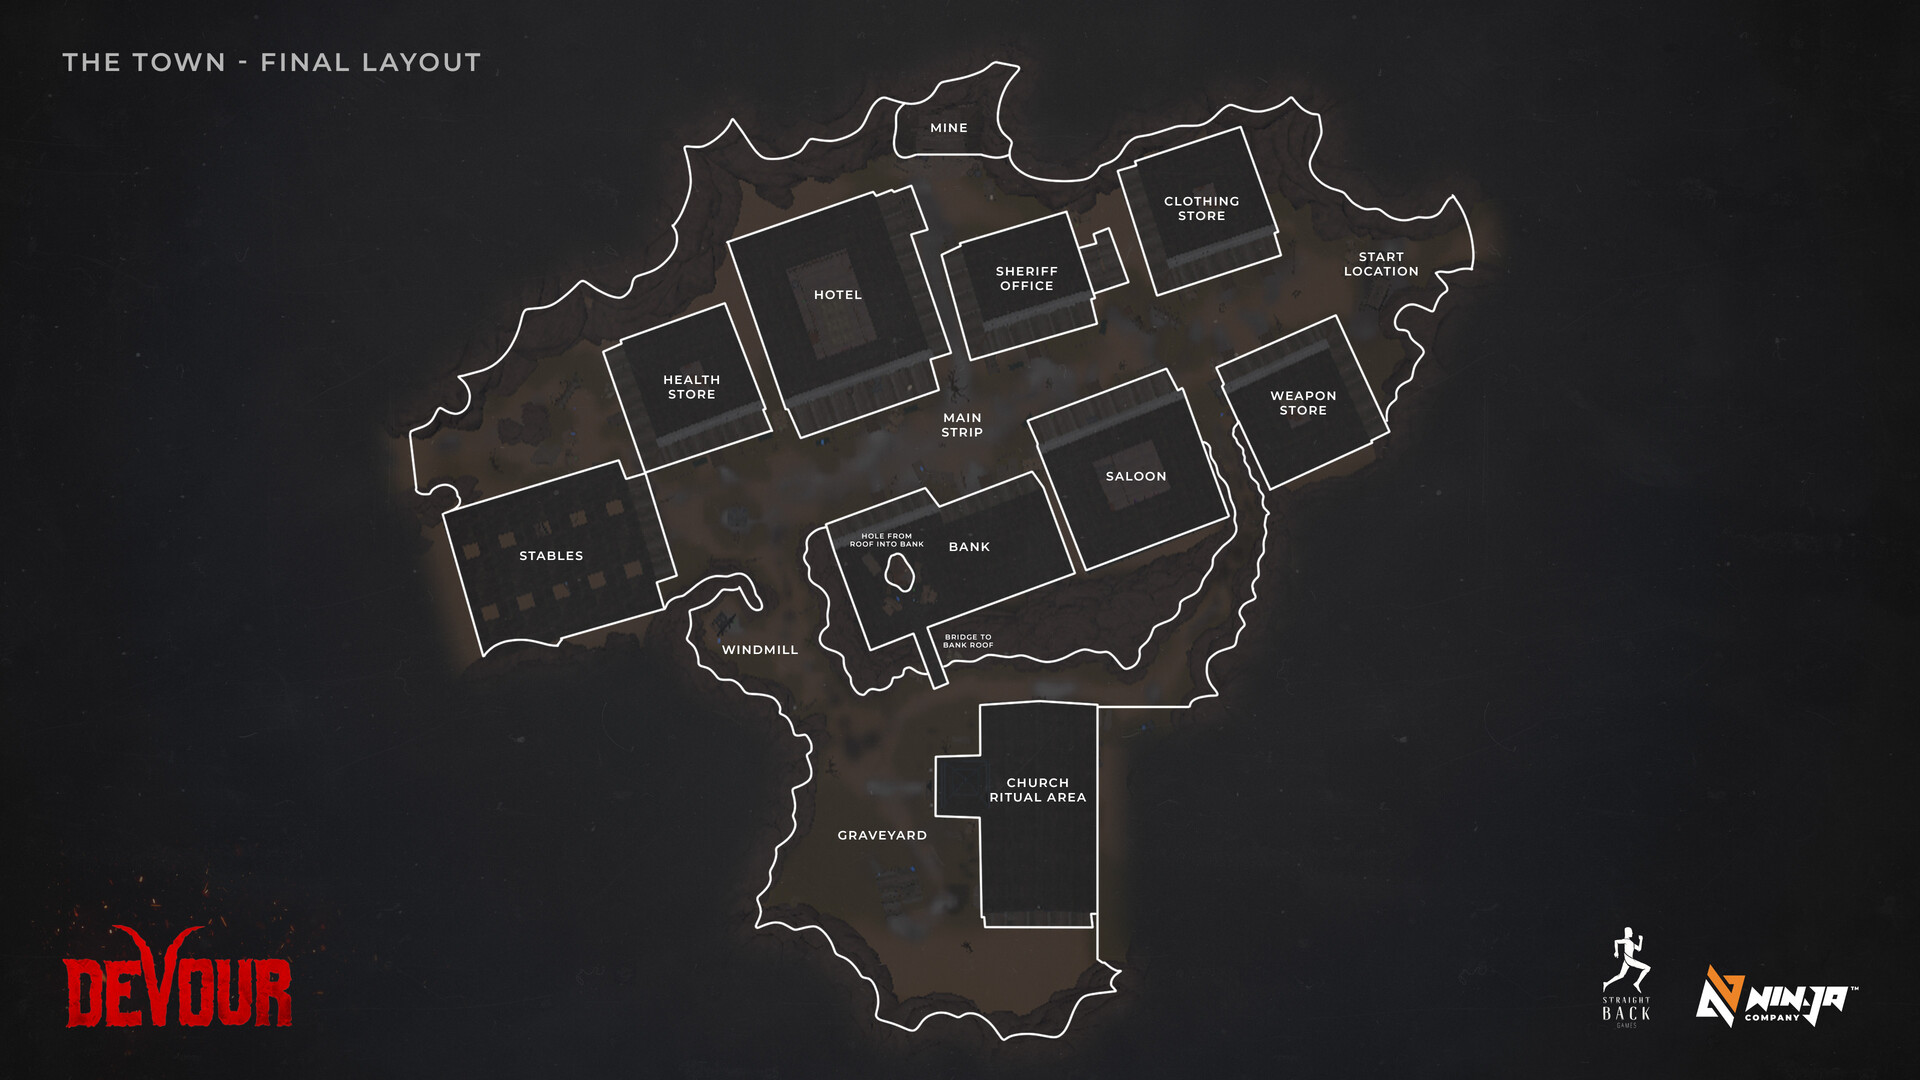 THE TOWN - FINAL LAYOUT
MINE
CLOTHING
STORE
START
LOCATION
SHERIFF
OFFICE
HOTEL
HEALTH
STORE
WEAPON
STORE
MAIN
STRIP
SALOON
HOLE FROM
ROOF INTO BANK
BANK
STABLES
BRIDGE TO
BANK ROOF
WINDMILL
CHURCH
RITUAL AREA
GRAVEYARD
DEVOUR
STRAIGHT
BACK
GAMES
NINJA
COMPANY
TM